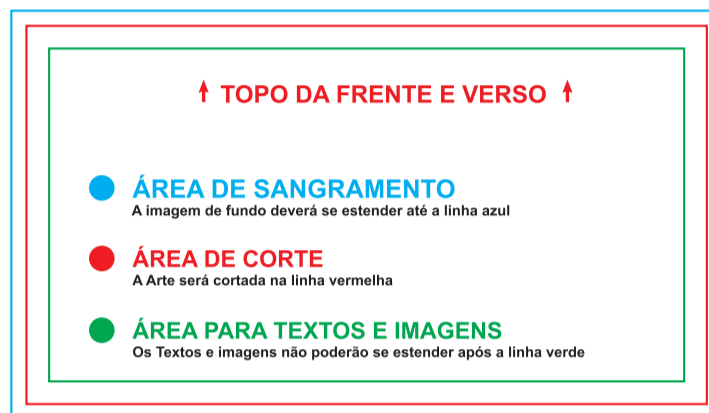 TOPO DA FRENTE E VERSO
ÁREA DE SANGRAMENTO
A imagem de fundo deverá se estender até a linha azul
ÁREA DE CORTE
A Arte será cortada na linha vermelha
ÁREA PARA TEXTOS E IMAGENS
Os Textos e imagens não poderão se estender após a linha verde